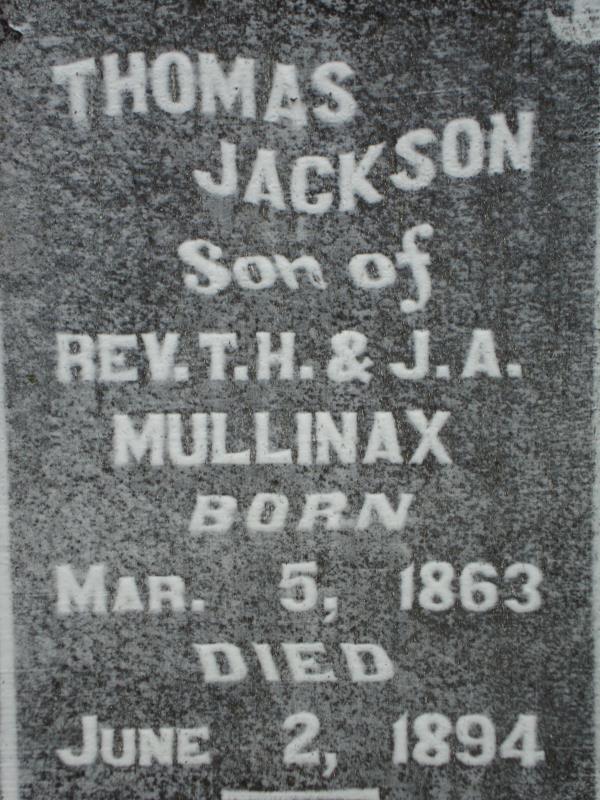 THOMAS
JACKSON
Son of
REV. T. H. & J. A.
MULLINAX
BORN
MAR. 5, 1863
DIED
JUNE 2, 1894